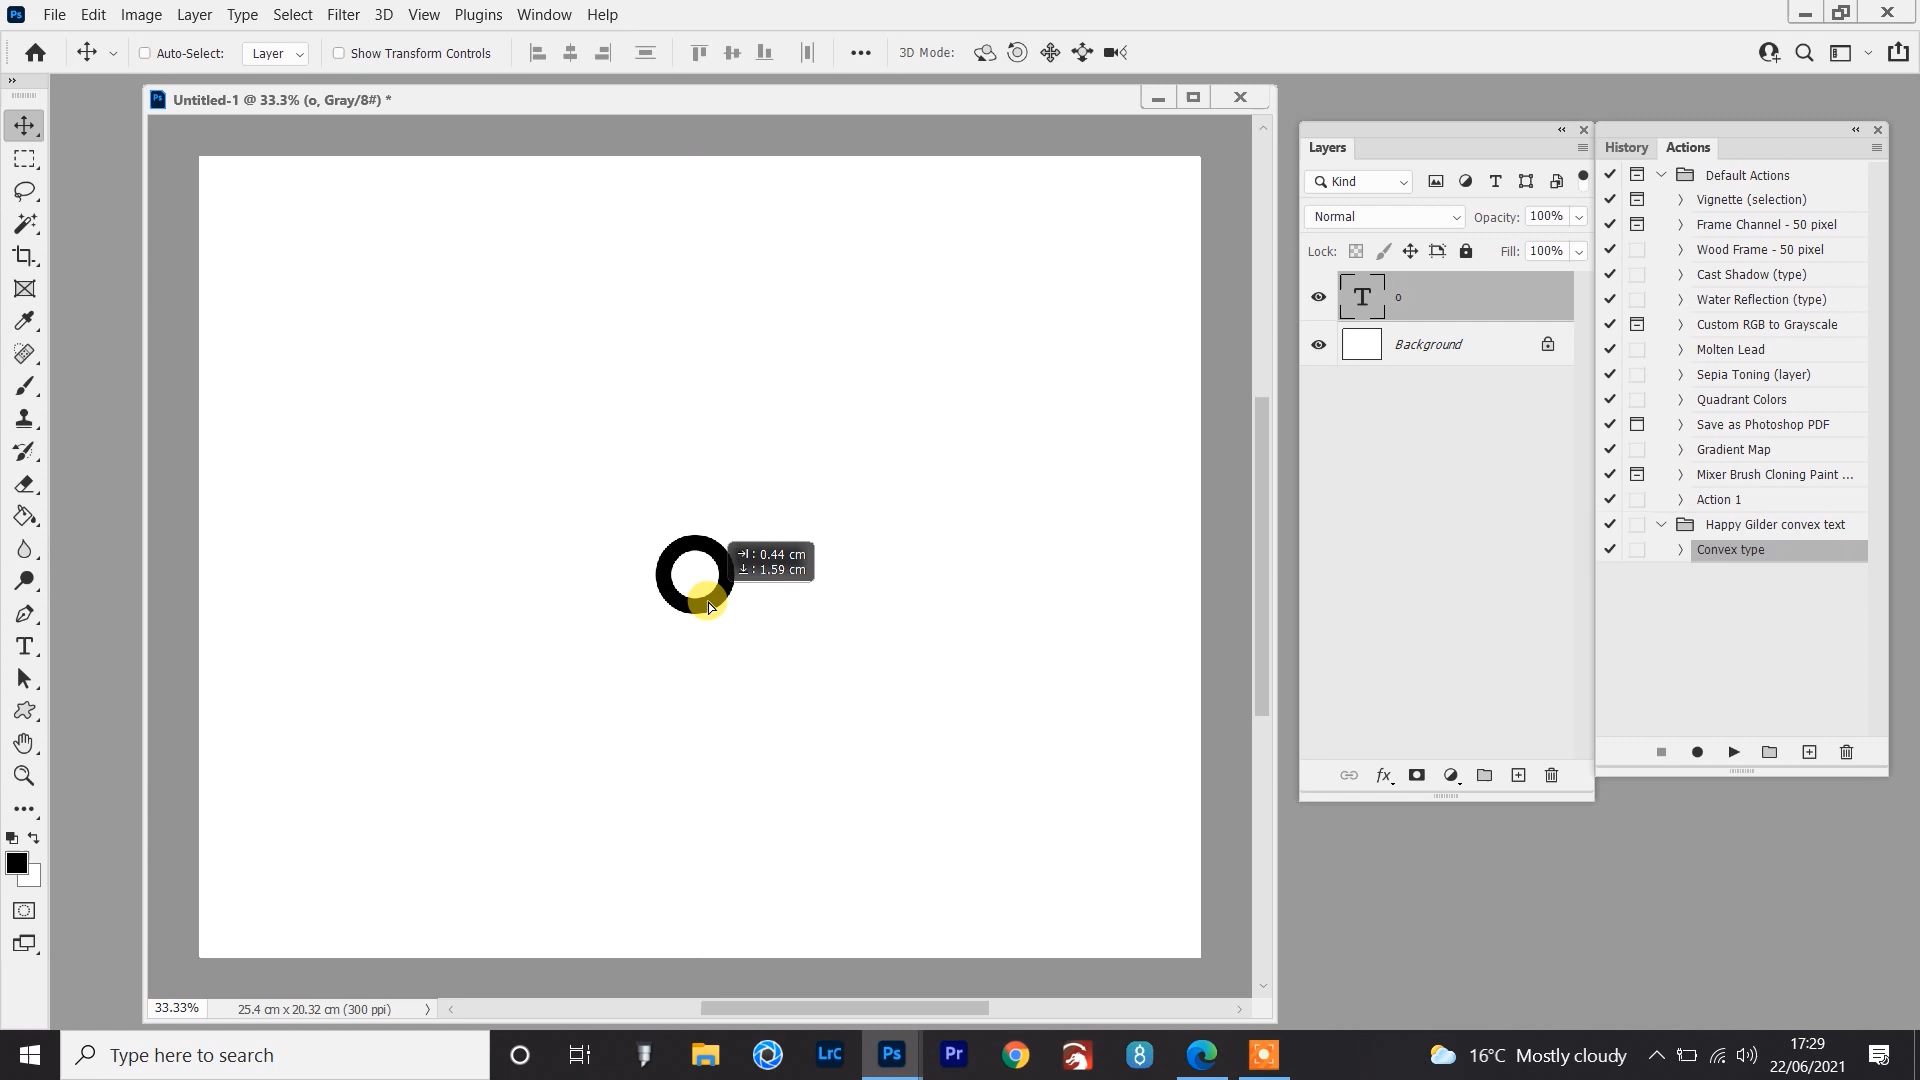 Ps File Edit Image Layer Type Select Filter 3D View Plugins Window Help
Auto-Select: Layer Show Transform Controls 3D Mode:
Ps Untitled-1 @ 33.3% (o, Gray/8#) *
0.44 cm
1.59 cm
33.33% 25.4 cm x 20.32 cm (300 ppi)
Layers
Kind
Normal Opacity: 100%
Lock: Fill: 100%
T o
Background
fx
History Actions
Default Actions
Vignette (selection)
Frame Channel - 50 pixel
Wood Frame - 50 pixel
Cast Shadow (type)
Water Reflection (type)
Custom RGB to Grayscale
Molten Lead
Sepia Toning (layer)
Quadrant Colors
Save as Photoshop PDF
Gradient Map
Mixer Brush Cloning Paint ...
Action 1
Happy Gilder convex text
Convex type
Type here to search LrC Ps Pr 8 16°C Mostly cloudy
17:29
22/06/2021